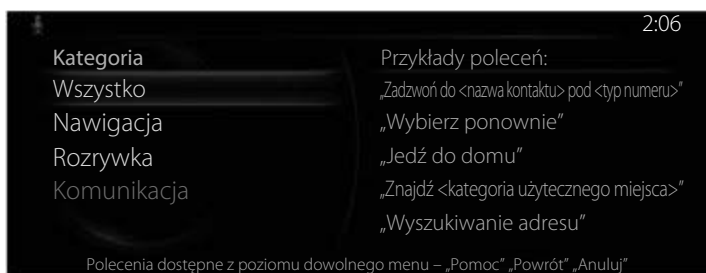 2:06
Kategoria
Wszystko
Nawigacja
Rozrywka
Komunikacja
Przykłady poleceń:
„Zadzwoń do <nazwa kontaktu> pod <typ numeru>”
„Wybierz ponownie”
„Jedź do domu”
„Znajdź <kategoria użytecznego miejsca>”
„Wyszukiwanie adresu”
Polecenia dostępne z poziomu dowolnego menu – „Pomoc” „Powrót” „Anuluj”